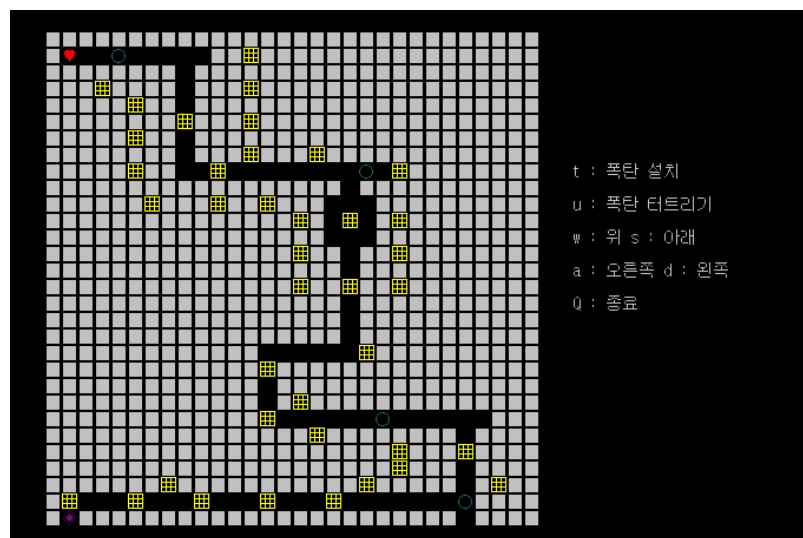 t : 폭탄 설치
u : 폭탄 터트리기
w : 위 s : 아래
a : 오른쪽 d : 왼쪽
Q : 종료